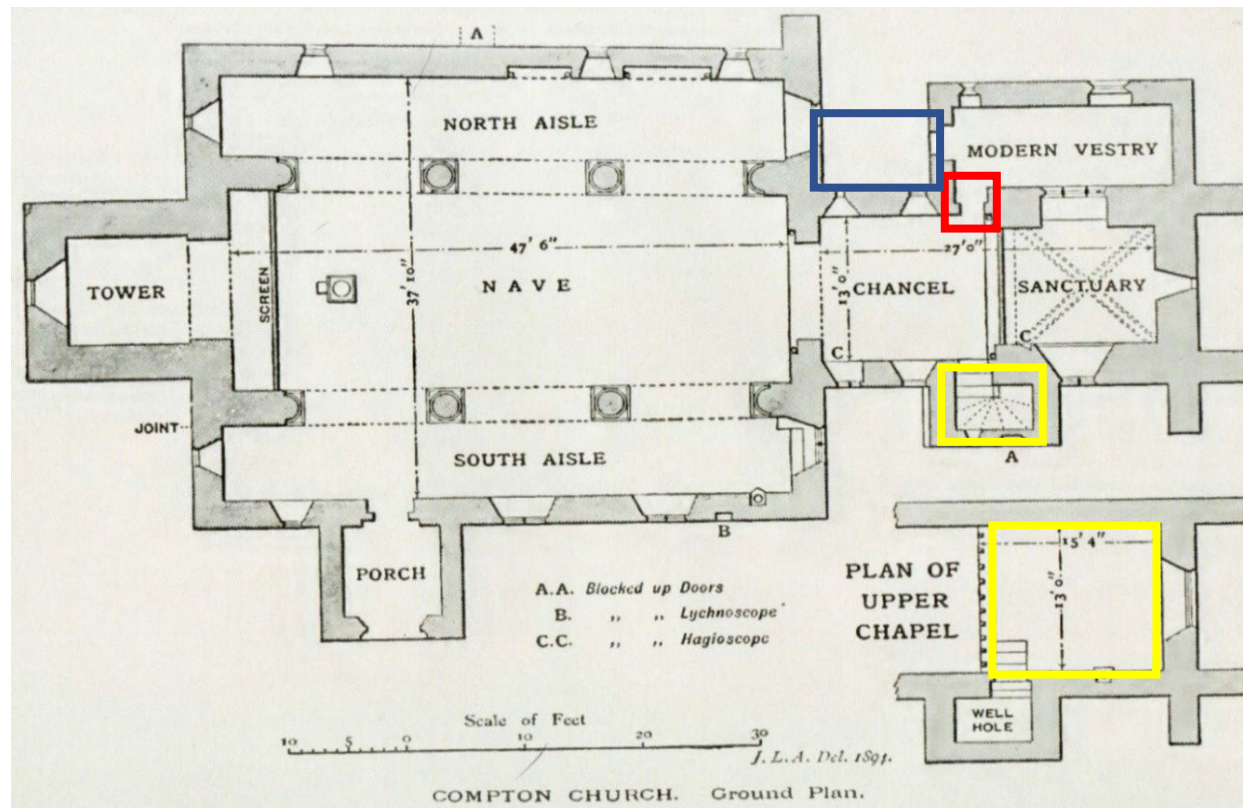 A
NORTH AISLE
MODERN VESTRY
47' 6"
37' 10"
27' 0"
13' 0"
TOWER
SCREEN
NAVE
CHANCEL
SANCTUARY
C
C
JOINT
SOUTH AISLE
A
B
PORCH
A.A. Blocked up Doors
B. ,, ,, Lychnoscope
C.C. ,, ,, Hagioscope
15' 4"
13' 0"
PLAN OF
UPPER
CHAPEL
WELL
HOLE
Scale of Feet
10 5 0 10 20 30
J. L. A. Del. 1891.
COMPTON CHURCH. Ground Plan.